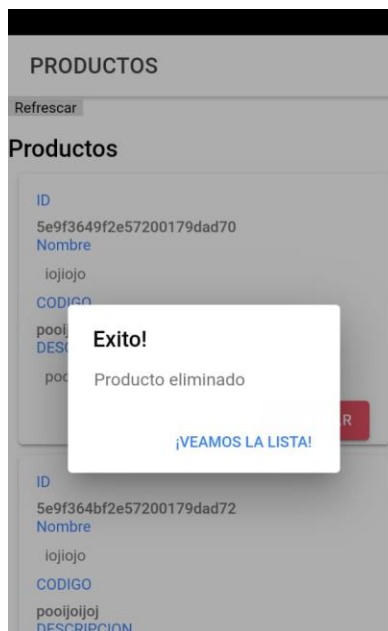 PRODUCTOS
Refrescar
Productos
ID
5e9f3649f2e57200179dad70
Nombre
iojiojo
CODIGO
Exito!
Producto eliminado
¡VEAMOS LA LISTA!
ID
5e9f364bf2e57200179dad72
Nombre
iojiojo
CODIGO
pooijoijoj
DESCRIPCION